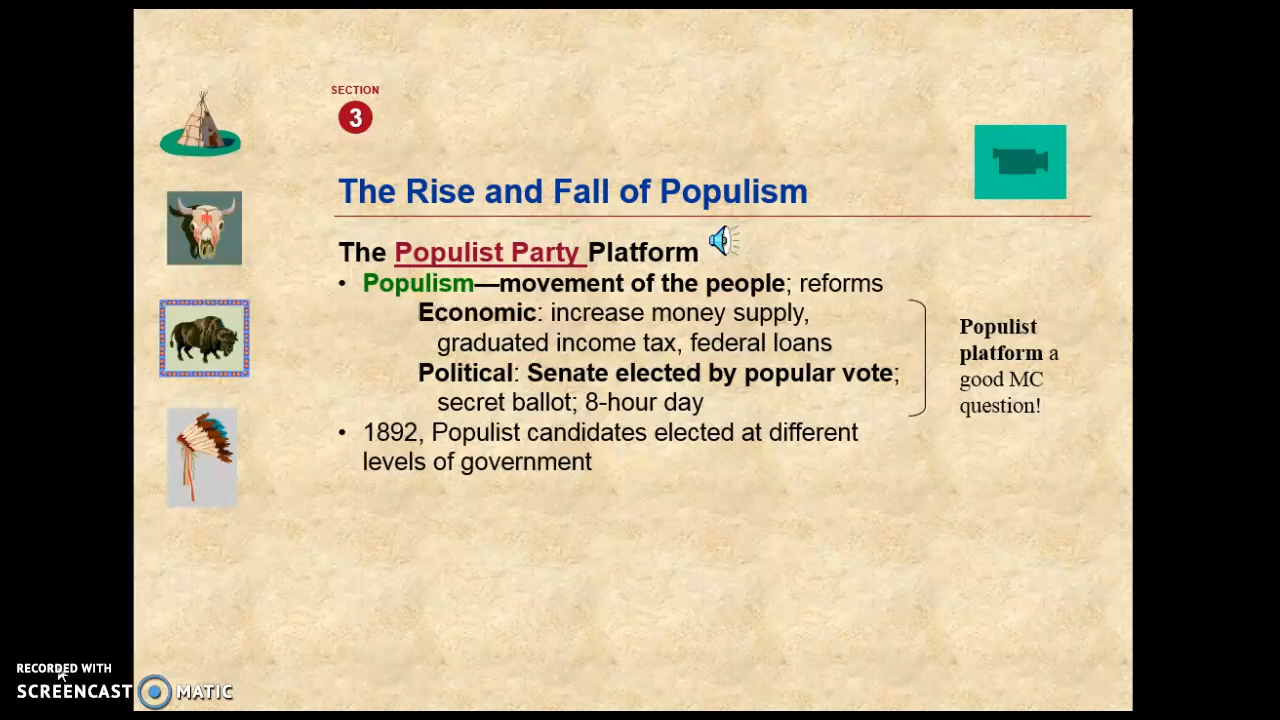 SECTION
3
The Rise and Fall of Populism
The Populist Party Platform
• Populism—movement of the people; reforms
Economic: increase money supply,
graduated income tax, federal loans
Political: Senate elected by popular vote;
secret ballot; 8-hour day
• 1892, Populist candidates elected at different
levels of government
Populist
platform a
good MC
question!
RECORDED WITH
SCREENCAST MATIC